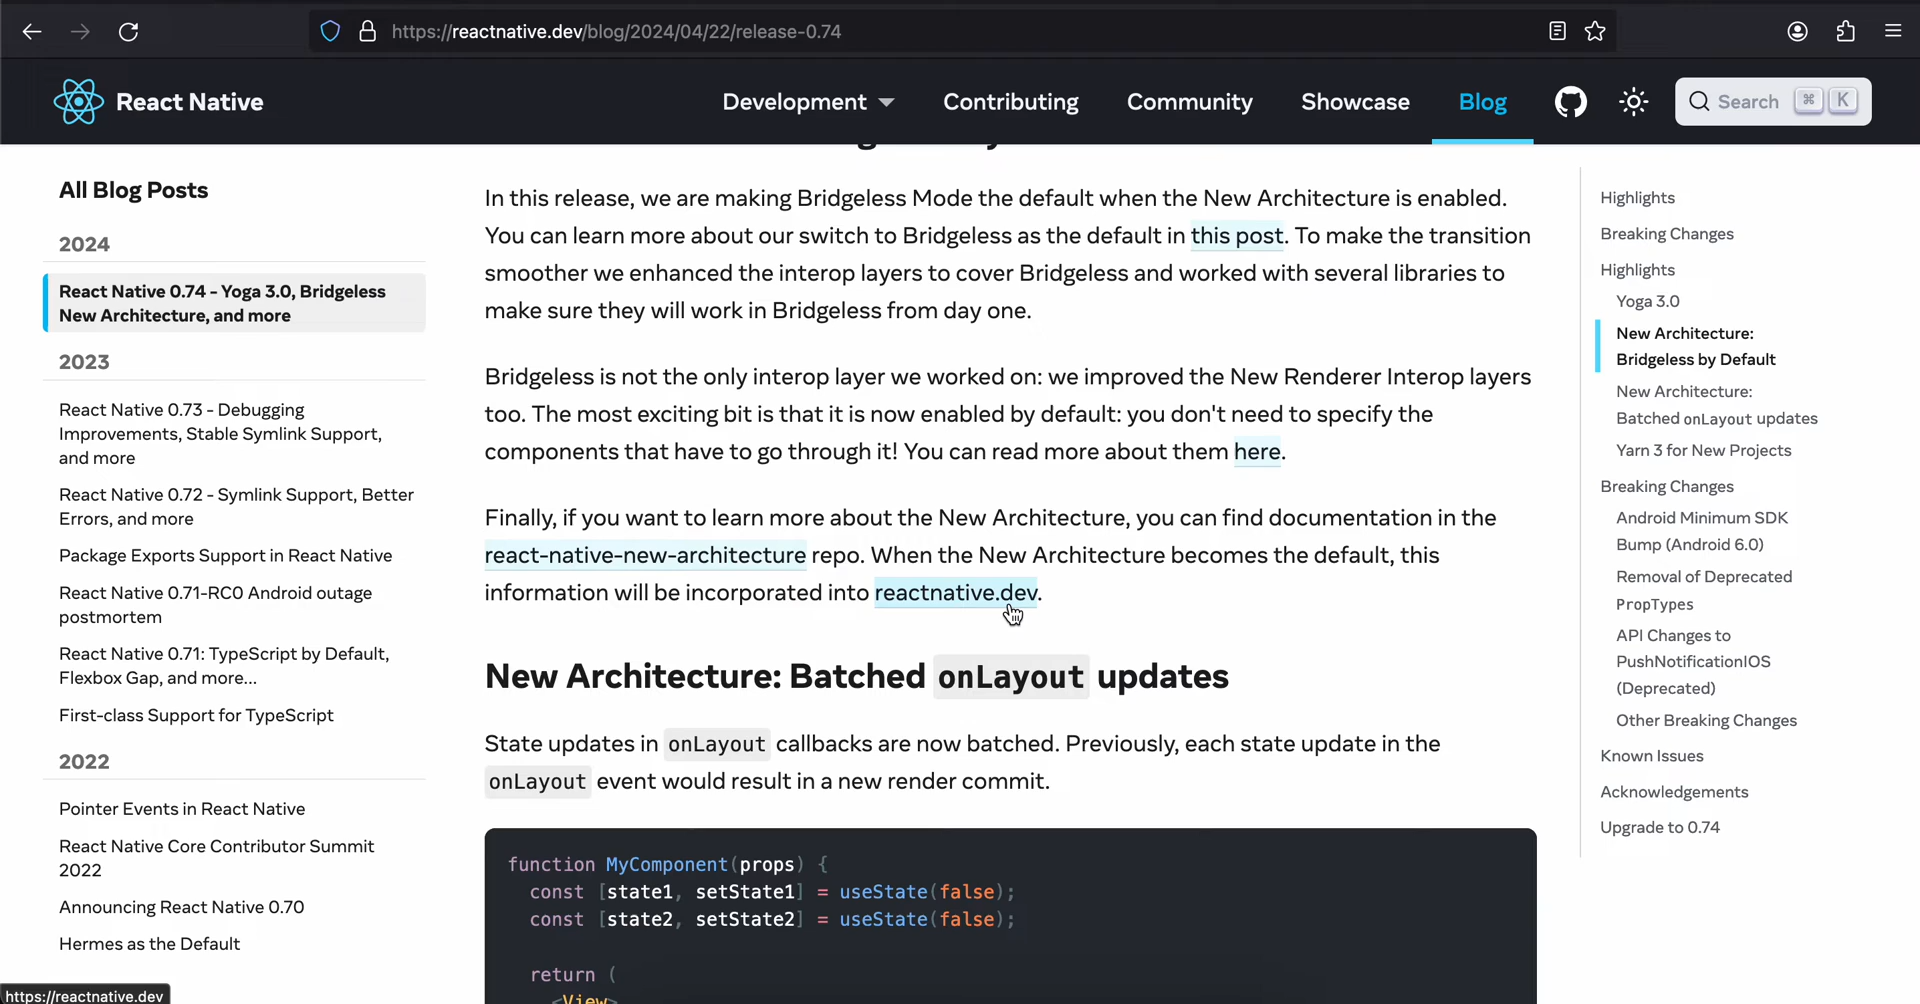 https://reactnative.dev/blog/2024/04/22/release-0.74
React Native
Development
Contributing
Community
Showcase
Blog
Search
⌘ K
All Blog Posts
2024
React Native 0.74 - Yoga 3.0, Bridgeless
New Architecture, and more
2023
React Native 0.73 - Debugging
Improvements, Stable Symlink Support,
and more
React Native 0.72 - Symlink Support, Better
Errors, and more
Package Exports Support in React Native
React Native 0.71-RC0 Android outage
postmortem
React Native 0.71: TypeScript by Default,
Flexbox Gap, and more...
First-class Support for TypeScript
2022
Pointer Events in React Native
React Native Core Contributor Summit
2022
Announcing React Native 0.70
Hermes as the Default
https://reactnative.dev
In this release, we are making Bridgeless Mode the default when the New Architecture is enabled.
You can learn more about our switch to Bridgeless as the default in this post. To make the transition
smoother we enhanced the interop layers to cover Bridgeless and worked with several libraries to
make sure they will work in Bridgeless from day one.
Bridgeless is not the only interop layer we worked on: we improved the New Renderer Interop layers
too. The most exciting bit is that it is now enabled by default: you don't need to specify the
components that have to go through it! You can read more about them here.
Finally, if you want to learn more about the New Architecture, you can find documentation in the
react-native-new-architecture repo. When the New Architecture becomes the default, this
information will be incorporated into reactnative.dev.
New Architecture: Batched onLayout updates
State updates in onLayout callbacks are now batched. Previously, each state update in the
onLayout event would result in a new render commit.
function MyComponent(props) {
const [state1, setState1] = useState(false);
const [state2, setState2] = useState(false);
return (
<View>
Highlights
Breaking Changes
Highlights
Yoga 3.0
New Architecture:
Bridgeless by Default
New Architecture:
Batched onLayout updates
Yarn 3 for New Projects
Breaking Changes
Android Minimum SDK
Bump (Android 6.0)
Removal of Deprecated
PropTypes
API Changes to
PushNotificationIOS
(Deprecated)
Other Breaking Changes
Known Issues
Acknowledgements
Upgrade to 0.74